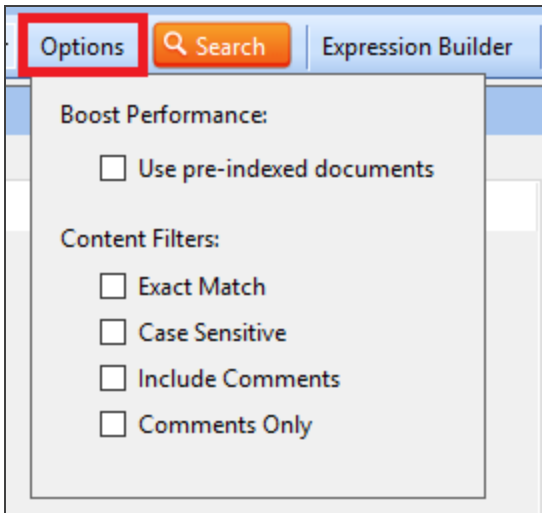 Options Search Expression Builder
Boost Performance:
Use pre-indexed documents
Content Filters:
Exact Match
Case Sensitive
Include Comments
Comments Only